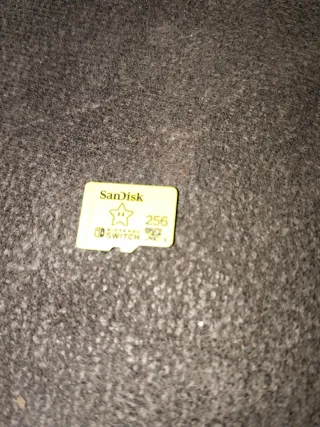 SanDisk
256
NINTENDO
SWITCH